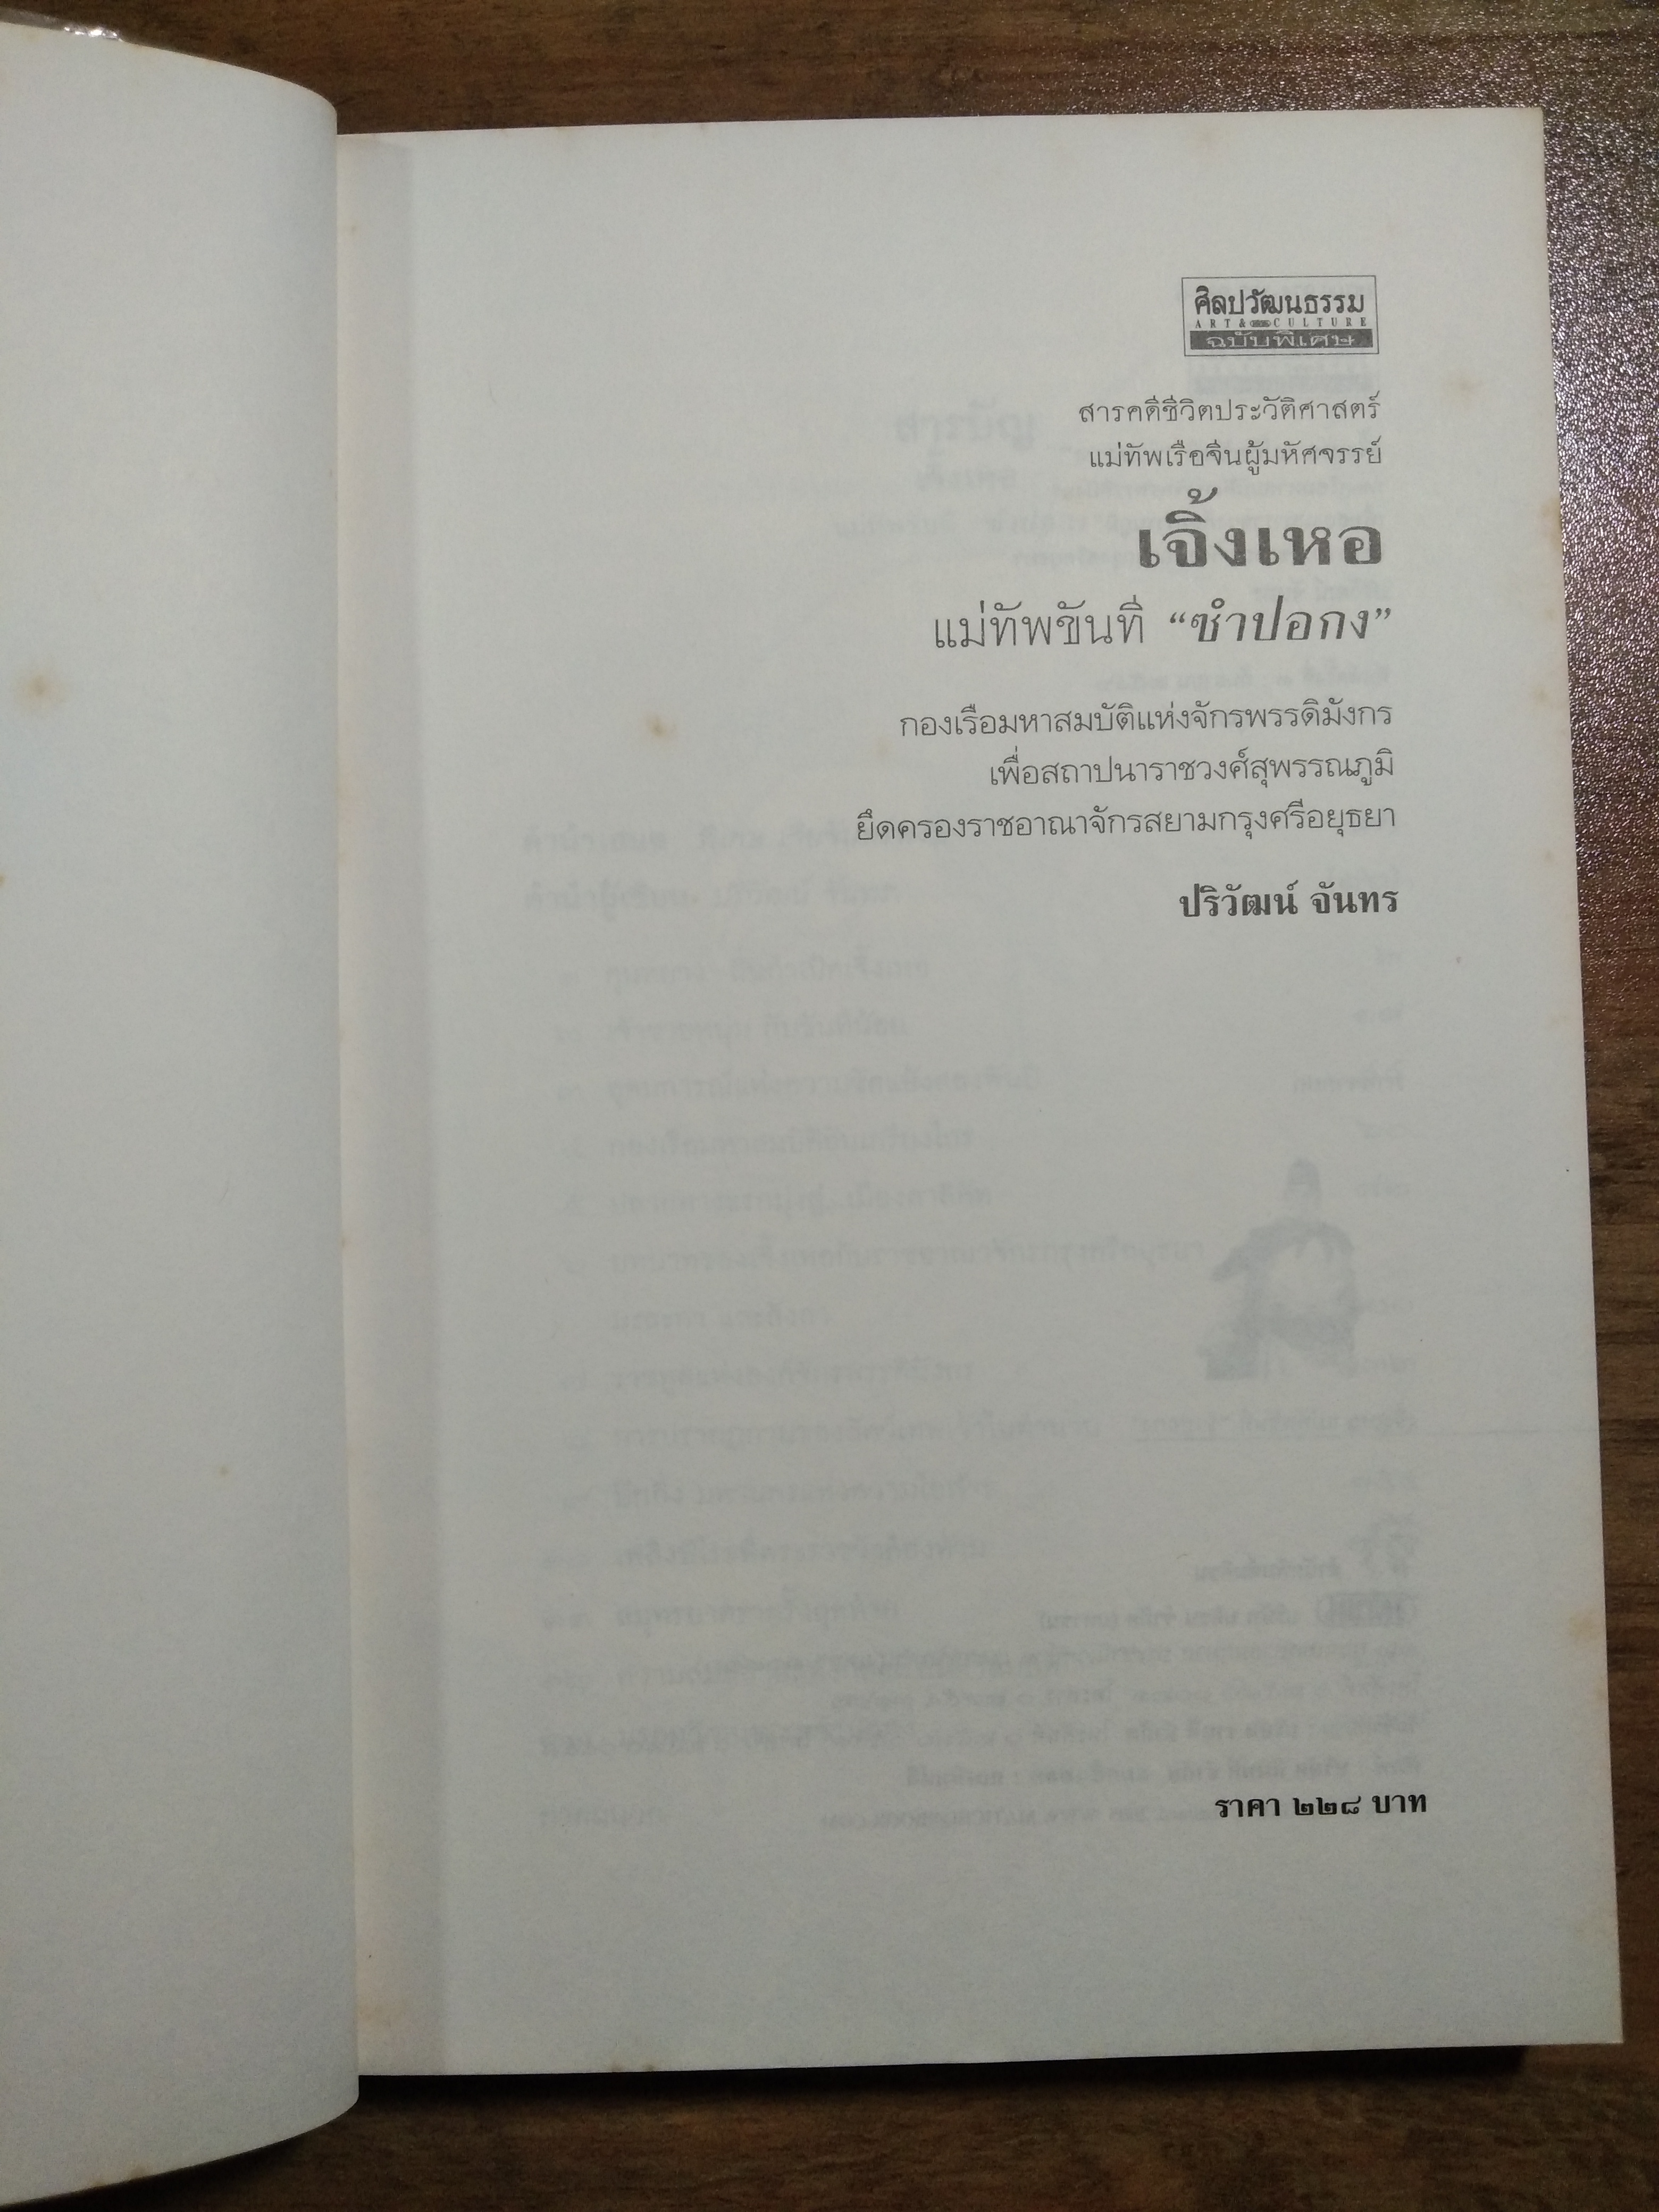 ศิลปวัฒนธรรม
ART & CULTURE
ฉบับพิเศษ
สารคดีชีวิตประวัติศาสตร์
แม่ทัพเรือจีนผู้มหัศจรรย์
เจิ้งเหอ
แม่ทัพขันที “ซำปอกง”
กองเรือมหาสมบัติแห่งจักรพรรดิมังกร
เพื่อสถาปนาราชวงศ์สุพรรณภูมิ
ยึดครองราชอาณาจักรสยามกรุงศรีอยุธยา
ปริวัฒน์ จันทร
ราคา ๒๒๘ บาท